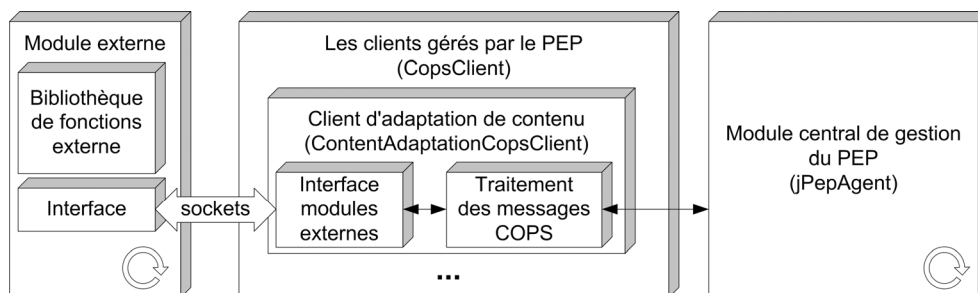 Module externe
Bibliothèque
de fonctions
externe
Interface
sockets
Les clients gérés par le PEP
(CopsClient)
Client d'adaptation de contenu
(ContentAdaptationCopsClient)
Interface
modules
externes
Traitement
des messages
COPS
...
Module central de gestion
du PEP
(jPepAgent)